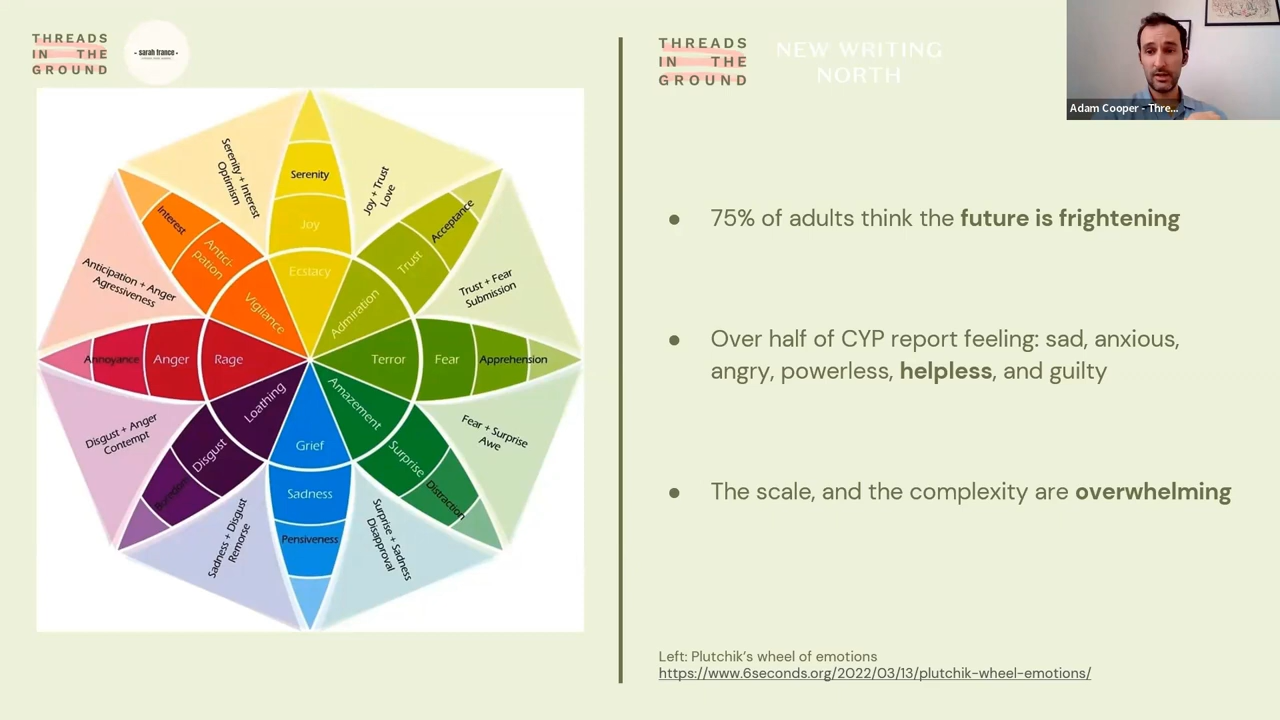 THREADS
IN THE
GROUND
- sarah france -
THREADS
IN THE
GROUND
NEW WRITING
NORTH
Adam Cooper - Thre...
Serenity + Interest
Optimism
Serenity
Joy
Ecstacy
Joy + Trust
Love
Interest
Antici-
pation
Vigilance
Acceptance
Trust
Admiration
Anticipation + Anger
Agressiveness
Trust + Fear
Submission
Annoyance
Anger
Rage
Terror
Fear
Apprehension
Disgust + Anger
Contempt
Loathing
Disgust
Boredom
Amazement
Surprise
Distraction
Fear + Surprise
Awe
Grief
Sadness
Pensiveness
Sadness + Disgust
Remorse
Surprise + Sadness
Disapproval
● 75% of adults think the future is frightening
● Over half of CYP report feeling: sad, anxious,
angry, powerless, helpless, and guilty
● The scale, and the complexity are overwhelming
Left: Plutchik's wheel of emotions
https://www.6seconds.org/2022/03/13/plutchik-wheel-emotions/